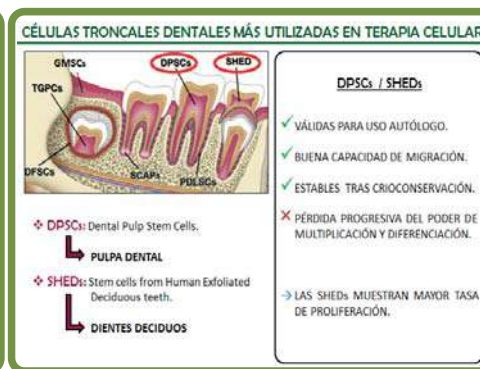 CÉLULAS TRONCALES DENTALES MÁS UTILIZADAS EN TERAPIA CELULAR
GMSCs
DPSCs
SHED
TGPCs
DFSCs
SCAPs
PDLSCs
❖ DPSCs: Dental Pulp Stem Cells.
PULPA DENTAL
❖ SHEDs: Stem cells from Human Exfoliated
Deciduous teeth.
DIENTES DECIDUOS
DPSCs / SHEDs
✓ VÁLIDAS PARA USO AUTÓLOGO.
✓ BUENA CAPACIDAD DE MIGRACIÓN.
✓ ESTABLES TRAS CRIOCONSERVACIÓN.
✕ PÉRDIDA PROGRESIVA DEL PODER DE
MULTIPLICACIÓN Y DIFERENCIACIÓN.
→ LAS SHEDs MUESTRAN MAYOR TASA
DE PROLIFERACIÓN.